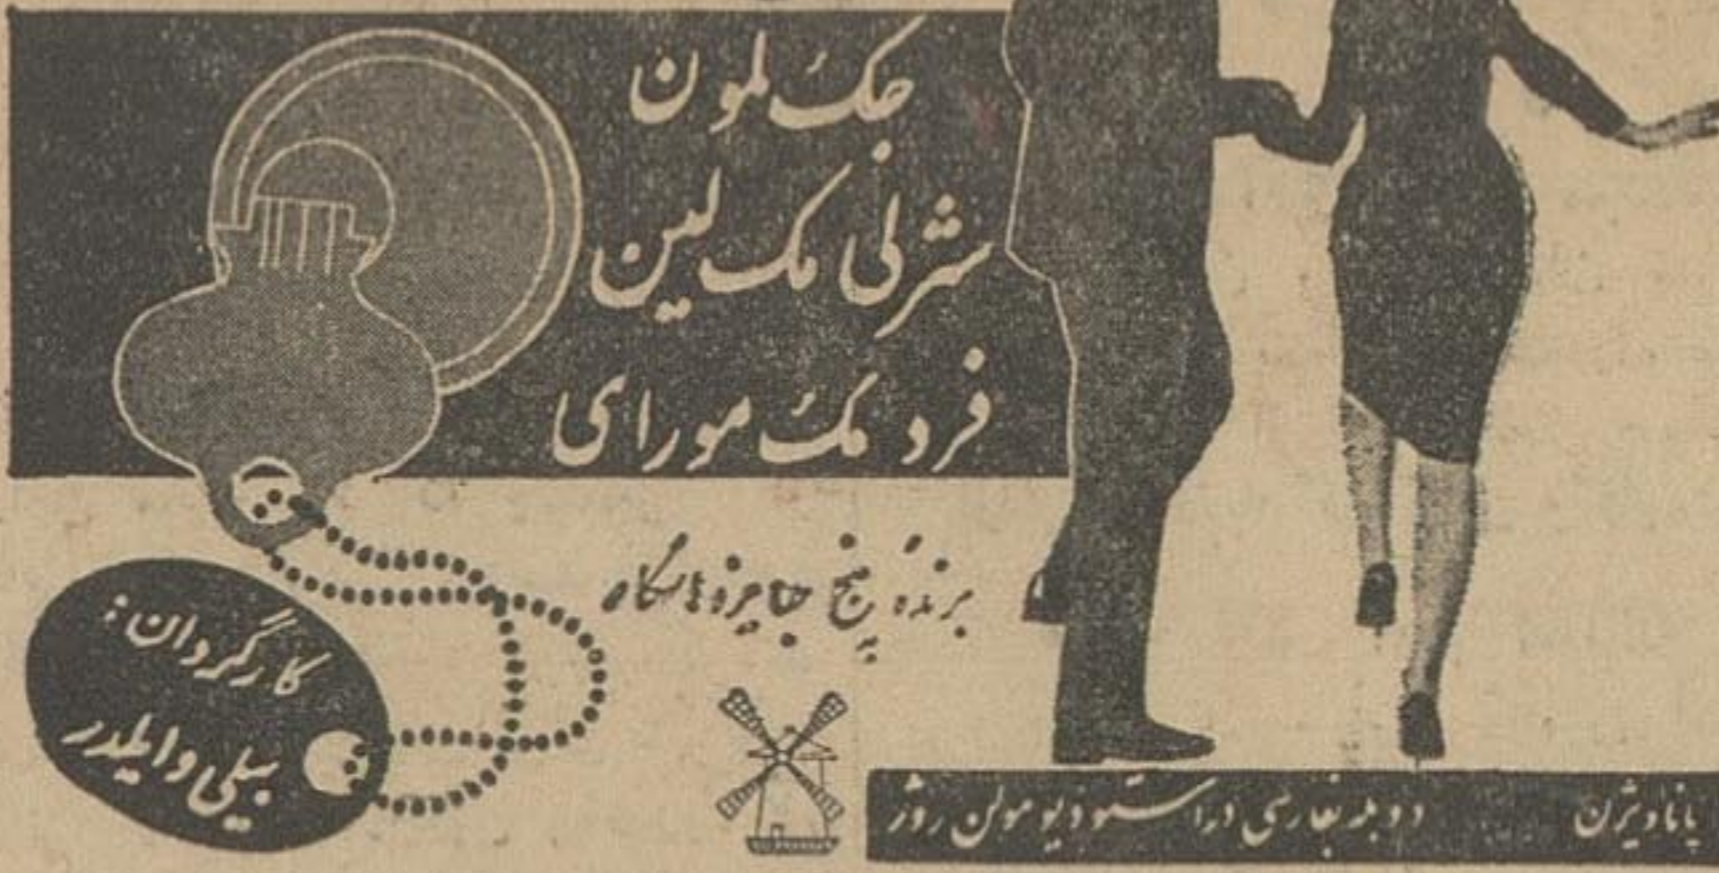 جک لمون
شرلی مک لین
فرد مک مورای
برنده پنج جایزه اسکار
کارگردان:
بیلی وایلدر
پاناویژن
دوبله بفارسی در استودیو مولن روژ